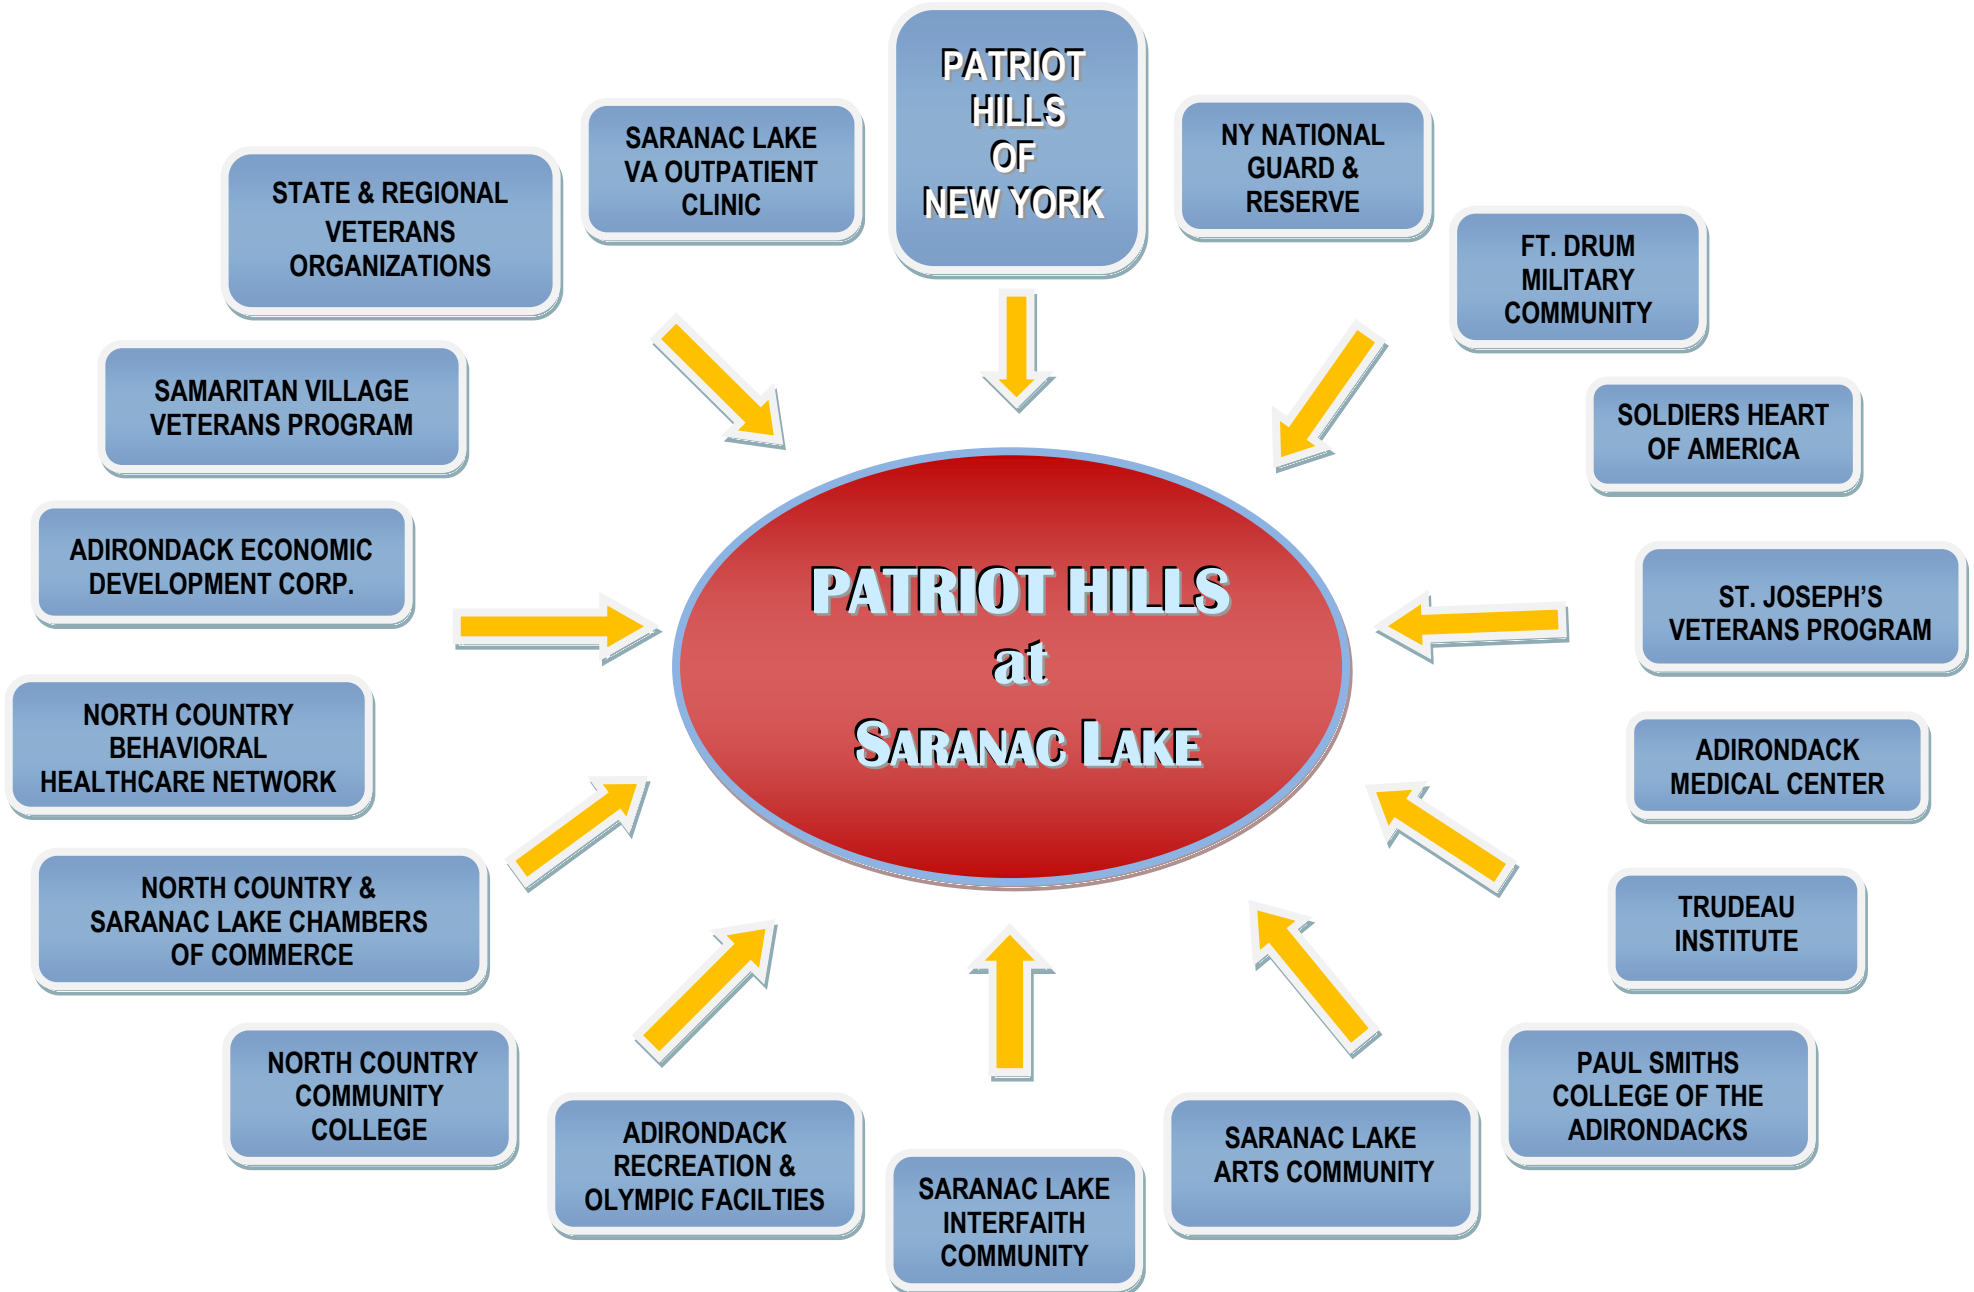 PATRIOT
HILLS
OF
NEW YORK
SARANAC LAKE
VA OUTPATIENT
CLINIC
NY NATIONAL
GUARD &
RESERVE
STATE & REGIONAL
VETERANS
ORGANIZATIONS
FT. DRUM
MILITARY
COMMUNITY
SAMARITAN VILLAGE
VETERANS PROGRAM
SOLDIERS HEART
OF AMERICA
ADIRONDACK ECONOMIC
DEVELOPMENT CORP.
PATRIOT HILLS
at
SARANAC LAKE
ST. JOSEPH'S
VETERANS PROGRAM
NORTH COUNTRY
BEHAVIORAL
HEALTHCARE NETWORK
ADIRONDACK
MEDICAL CENTER
NORTH COUNTRY &
SARANAC LAKE CHAMBERS
OF COMMERCE
TRUDEAU
INSTITUTE
NORTH COUNTRY
COMMUNITY
COLLEGE
PAUL SMITHS
COLLEGE OF THE
ADIRONDACKS
ADIRONDACK
RECREATION &
OLYMPIC FACILTIES
SARANAC LAKE
ARTS COMMUNITY
SARANAC LAKE
INTERFAITH
COMMUNITY